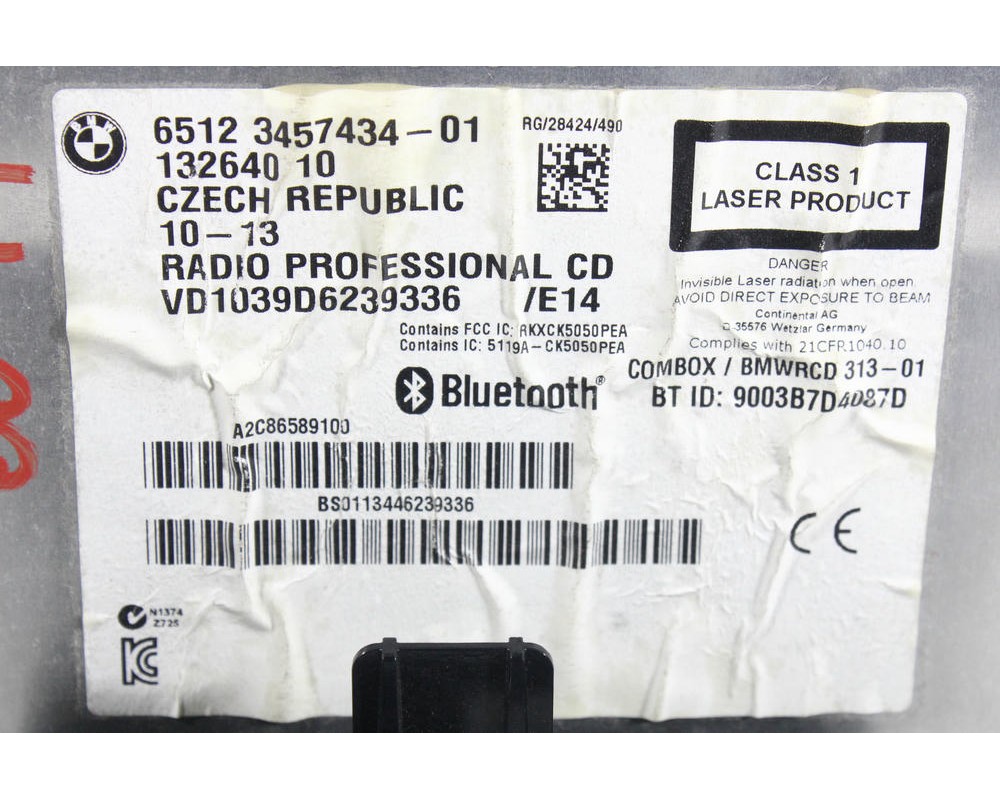 BMW
65123457434-01
132640 10
CZECH REPUBLIC
10-13
RADIO PROFESSIONAL CD
VD1039D6239336 /E14
RG/28424/490
CLASS 1
LASER PRODUCT
DANGER
Invisible Laser radiation when open
AVOID DIRECT EXPOSURE TO BEAM
Continental AG
D-35576 Wetzlar Germany
Complies with 21CFR1040.10
Contains FCC IC: RKXCK5050PEA
Contains IC: 5119A-CK5050PEA
COMBOX / BMWRCD 313-01
Bluetooth®
BT ID: 9003B7D4087D
A2C86589100
BS0113446239336
CE
N1374
Z725